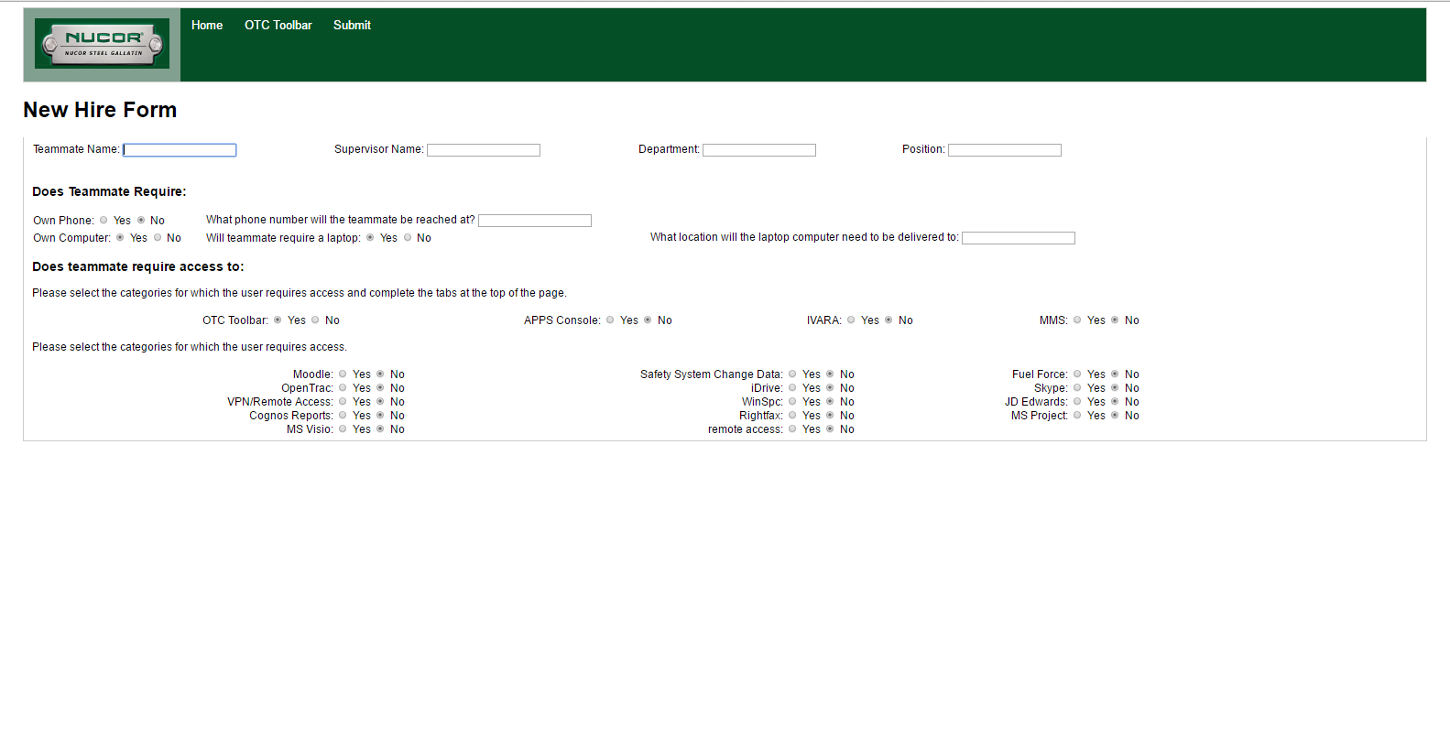 Home OTC Toolbar Submit
NUCOR
NUCOR STEEL GALLATIN
New Hire Form
Teammate Name: Supervisor Name: Department: Position:
Does Teammate Require:
Own Phone: Yes No What phone number will the teammate be reached at?
Own Computer: Yes No Will teammate require a laptop: Yes No What location will the laptop computer need to be delivered to:
Does teammate require access to:
Please select the categories for which the user requires access and complete the tabs at the top of the page.
OTC Toolbar: Yes No APPS Console: Yes No IVARA: Yes No MMS: Yes No
Please select the categories for which the user requires access.
Moodle: Yes No Safety System Change Data: Yes No Fuel Force: Yes No
OpenTrac: Yes No iDrive: Yes No Skype: Yes No
VPN/Remote Access: Yes No WinSpc: Yes No JD Edwards: Yes No
Cognos Reports: Yes No Rightfax: Yes No MS Project: Yes No
MS Visio: Yes No remote access: Yes No